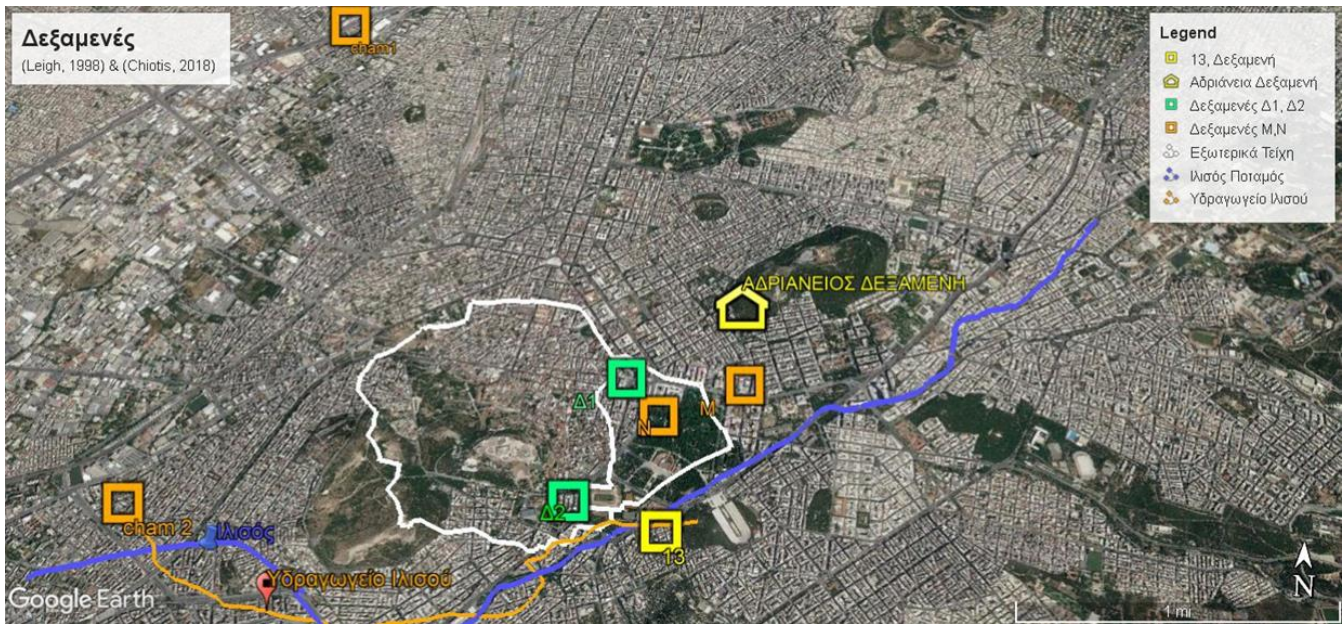 Δεξαμενές
(Leigh, 1998) & (Chiotis, 2018)
cham1
Legend
13, Δεξαμενή
Αδριάνεια Δεξαμενή
Δεξαμενές Δ1, Δ2
Δεξαμενές Μ,Ν
Εξωτερικά Τείχη
Ιλισός Ποταμός
Υδραγωγείο Ιλισού
ΑΔΡΙΑΝΕΙΟΣ ΔΕΞΑΜΕΝΗ
Δ1
M
N
Δ2
cham 2
Ιλισός
13
Υδραγωγείο Ιλισού
Google Earth
N
1 mi